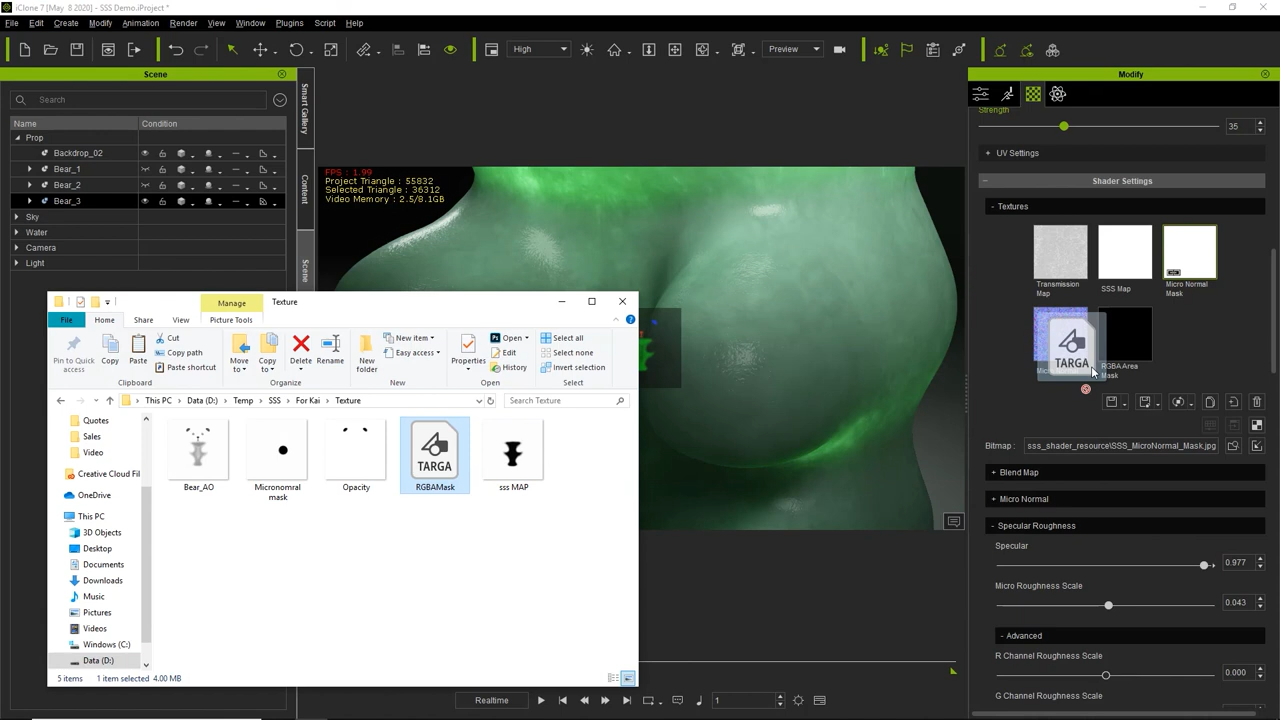 iClone 7 [May  8 2020] - SSS Demo.iProject *
File Edit Create Modify Animation Render View Window Plugins Script Help
High Preview
Scene
Search
Name Condition
Prop
Backdrop_02
Bear_1
Bear_2
Bear_3
Sky
Water
Camera
Light
Smart Gallery
Content
Scene
FPS : 1.99
Project Triangle : 55832
Selected Triangle : 36312
Video Memory : 2.5/8.1GB
Manage Texture
File Home Share View Picture Tools
Pin to Quick Access
Copy
Paste
Cut
Copy path
Paste shortcut
Clipboard
Move to
Copy to
Delete
Rename
Organize
New folder
New item
Easy access
New
Properties
Open
Edit
History
Open
Select all
Select none
Invert selection
Select
This PC > Data (D:) > Temp > SSS > For Kai > Texture
Search Texture
Quotes
Sales
Video
Creative Cloud Fil
OneDrive
This PC
3D Objects
Desktop
Documents
Downloads
Music
Pictures
Videos
Windows (C:)
Data (D:)
TARGA
Bear_AO
Micronomral mask
Opacity
RGBAMask
sss MAP
5 items 1 item selected 4.00 MB
Realtime
1
Modify
Strength
35
UV Settings
Shader Settings
Textures
Transmission Map
SSS Map
Micro Normal Mask
TARGA
RGBA Area Mask
Bitmap : sss_shader_resource\SSS_MicroNormal_Mask.jpg
Blend Map
Micro Normal
Specular Roughness
Specular
0.977
Micro Roughness Scale
0.043
Advanced
R Channel Roughness Scale
0.000
G Channel Roughness Scale